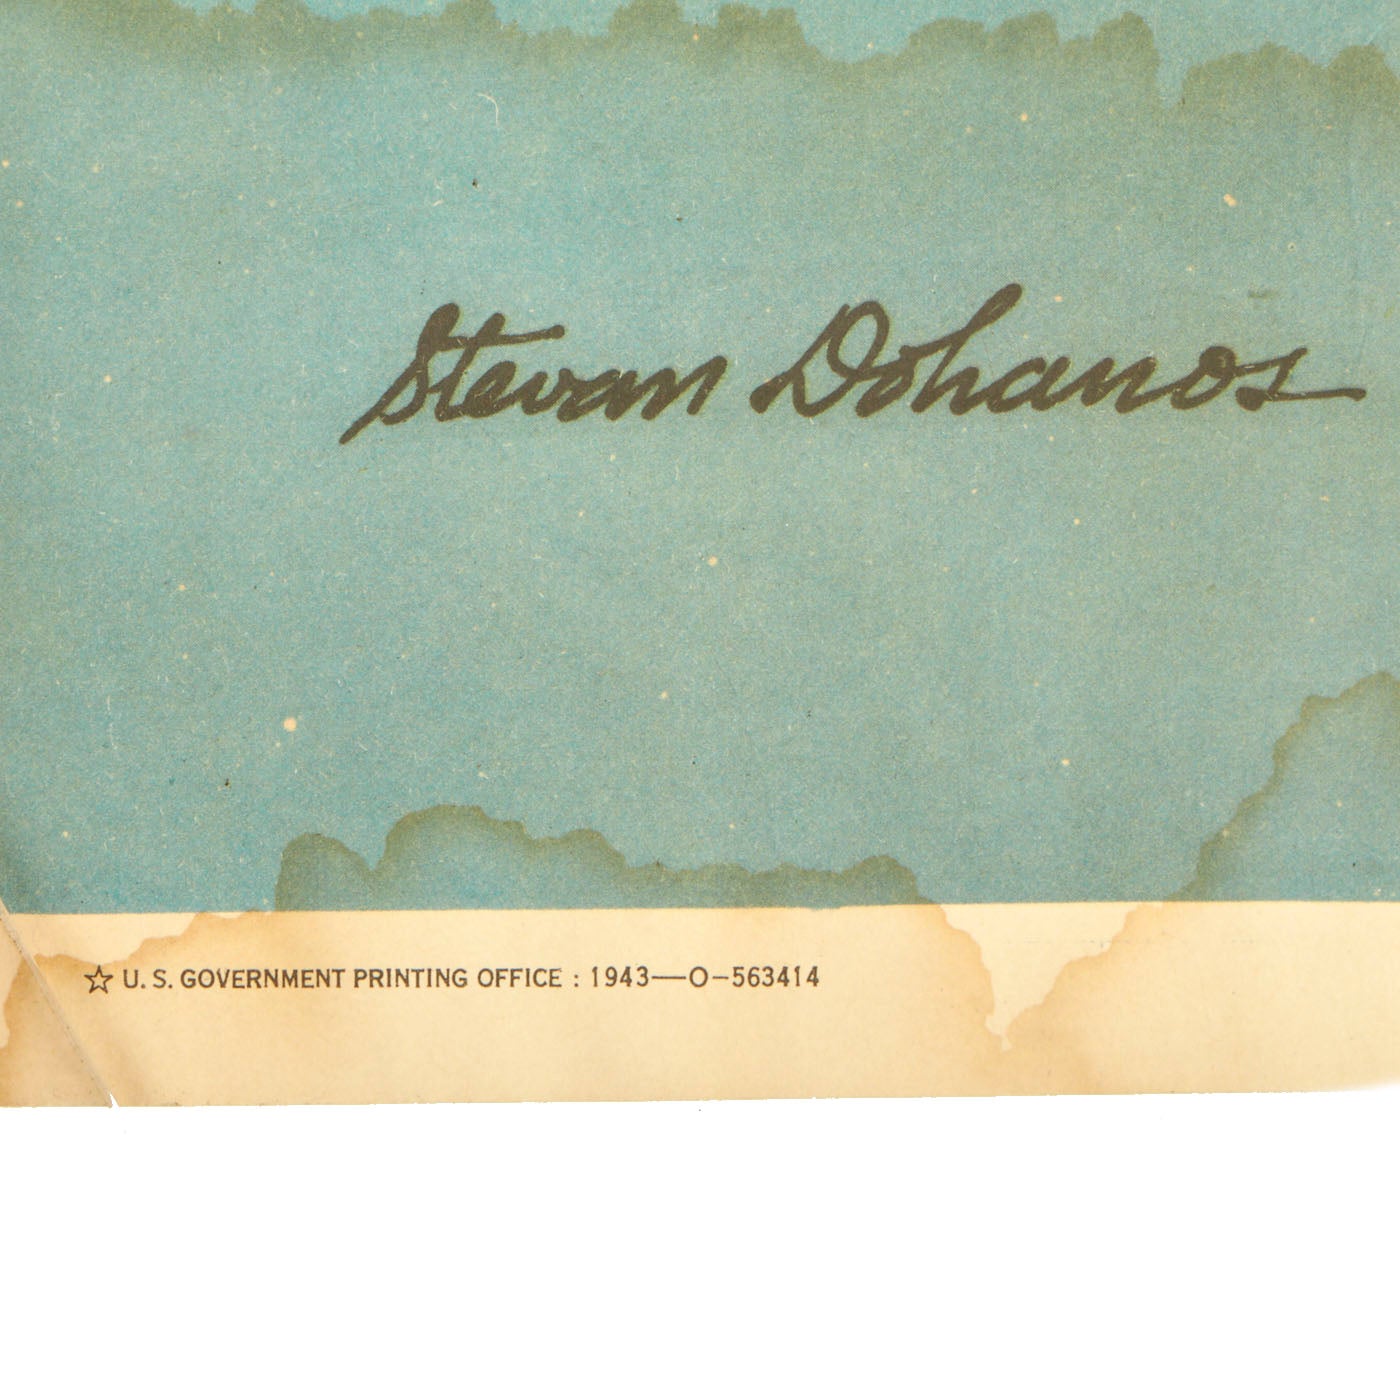 Stevan Dohanos
☆ U. S. GOVERNMENT PRINTING OFFICE : 1943—O–563414